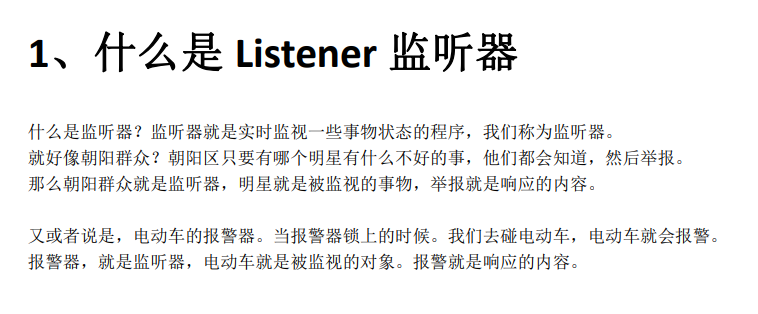 1、什么是 Listener 监听器
什么是监听器？监听器就是实时监视一些事物状态的程序，我们称为监听器。
就好像朝阳群众？朝阳区只要有哪个明星有什么不好的事，他们都会知道，然后举报。
那么朝阳群众就是监听器，明星就是被监视的事物，举报就是响应的内容。
又或者说是，电动车的报警器。当报警器锁上的时候。我们去碰电动车，电动车就会报警。
报警器，就是监听器，电动车就是被监视的对象。报警就是响应的内容。